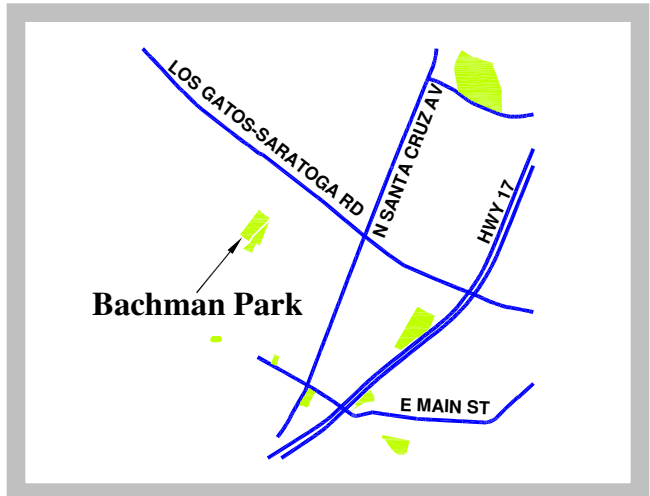 LOS GATOS-SARATOGA RD
N SANTA CRUZ AV
HWY 17
Bachman Park
E MAIN ST